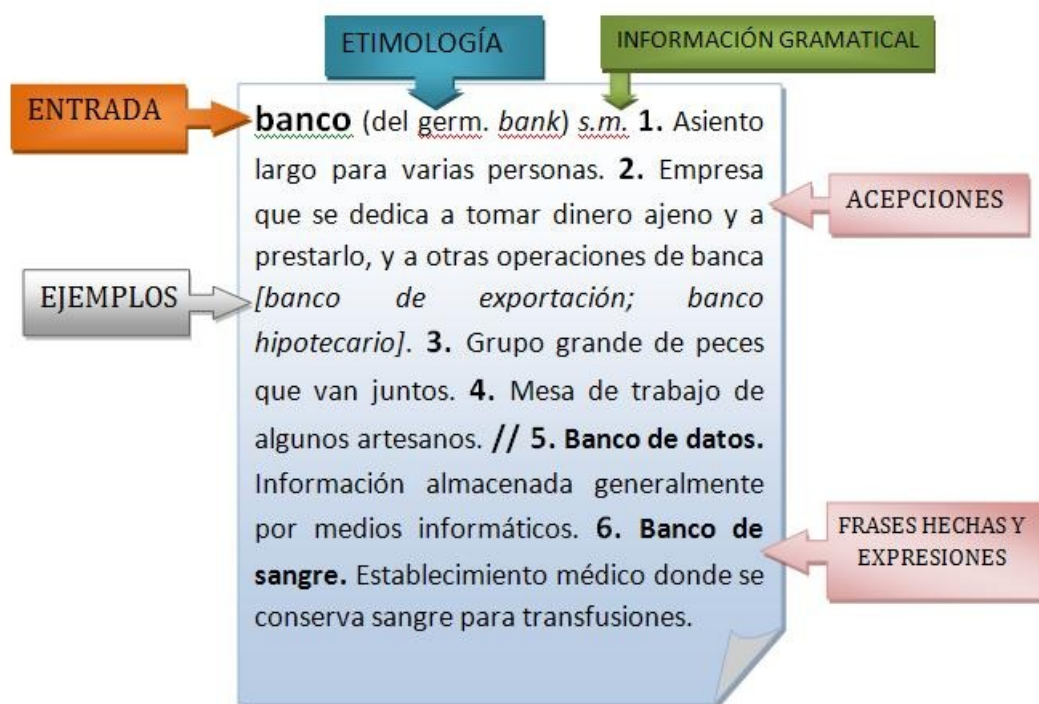 ETIMOLOGÍA
INFORMACIÓN GRAMATICAL
ENTRADA
banco (del germ. bank) s.m. 1. Asiento
largo para varias personas. 2. Empresa
que se dedica a tomar dinero ajeno y a
prestarlo, y a otras operaciones de banca
[banco de exportación; banco
hipotecario]. 3. Grupo grande de peces
que van juntos. 4. Mesa de trabajo de
algunos artesanos. // 5. Banco de datos.
Información almacenada generalmente
por medios informáticos. 6. Banco de
sangre. Establecimiento médico donde se
conserva sangre para transfusiones.
ACEPCIONES
EJEMPLOS
FRASES HECHAS Y
EXPRESIONES